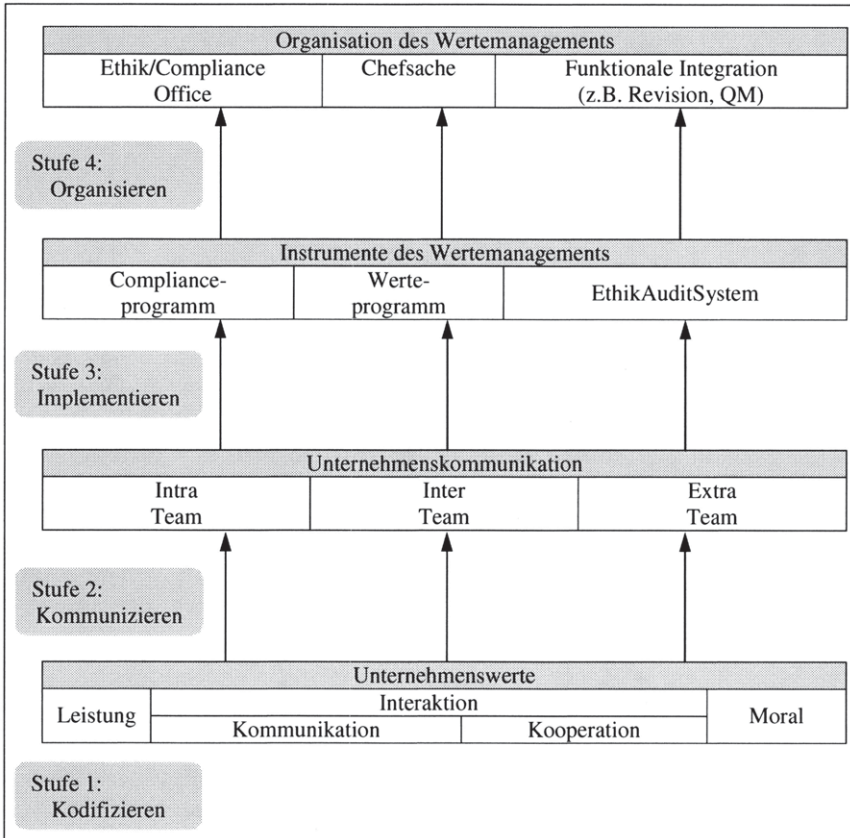 Organisation des Wertemanagements
Ethik/Compliance
Office
Chefsache
Funktionale Integration
(z.B. Revision, QM)
Stufe 4:
Organisieren
Instrumente des Wertemanagements
Compliance-
programm
Werte-
programm
EthikAuditSystem
Stufe 3:
Implementieren
Unternehmenskommunikation
Intra
Team
Inter
Team
Extra
Team
Stufe 2:
Kommunizieren
Unternehmenswerte
Leistung
Interaktion
Kommunikation
Kooperation
Moral
Stufe 1:
Kodifizieren